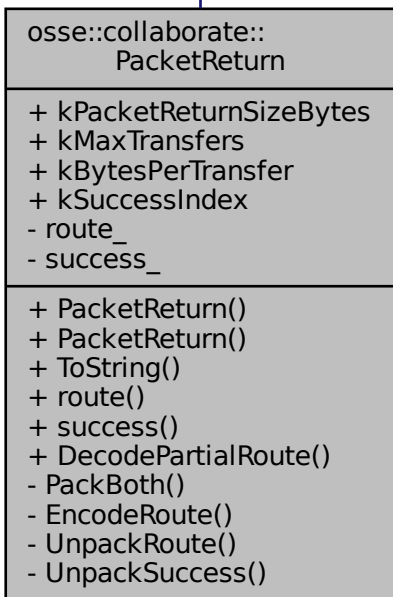 osse::collaborate::
PacketReturn
+ kPacketReturnSizeBytes
+ kMaxTransfers
+ kBytesPerTransfer
+ kSuccessIndex
- route_
- success_
+ PacketReturn()
+ PacketReturn()
+ ToString()
+ route()
+ success()
+ DecodePartialRoute()
- PackBoth()
- EncodeRoute()
- UnpackRoute()
- UnpackSuccess()